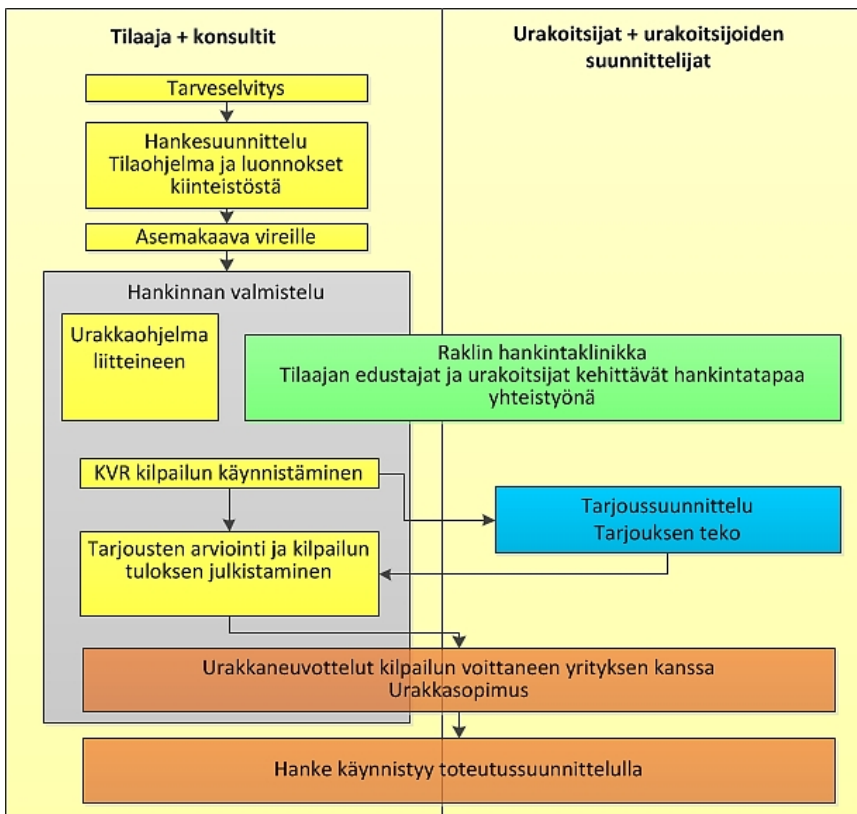 Tilaaja + konsultit
Urakoitsijat + urakoitsijoiden
suunnittelijat
Tarveselvitys
Hankesuunnittelu
Tilaohjelma ja luonnokset
kiinteistöstä
Asemakaava vireille
Hankinnan valmistelu
Urakkaohjelma
liitteineen
Raklin hankintaklinikka
Tilaajan edustajat ja urakoitsijat kehittävät hankintatapaa
yhteistyönä
KVR kilpailun käynnistäminen
Tarjoussuunnittelu
Tarjouksen teko
Tarjousten arviointi ja kilpailun
tuloksen julkistaminen
Urakkaneuvottelut kilpailun voittaneen yrityksen kanssa
Urakkasopimus
Hanke käynnistyy toteutussuunnittelulla